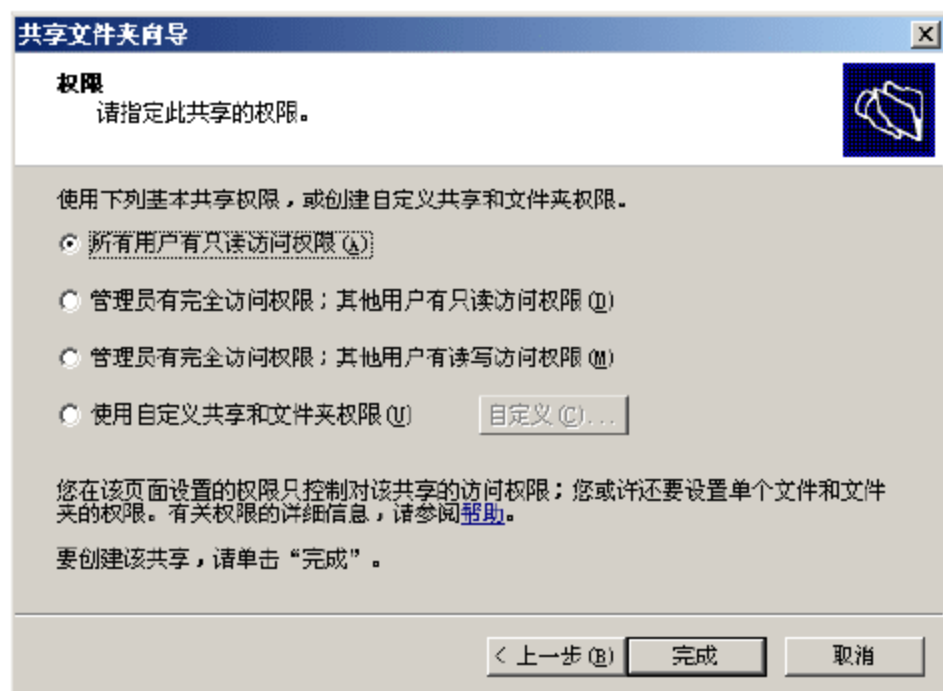 共享文件夹向导
权限
请指定此共享的权限。
使用下列基本共享权限，或创建自定义共享和文件夹权限。
所有用户有只读访问权限(A)
管理员有完全访问权限；其他用户有只读访问权限(D)
管理员有完全访问权限；其他用户有读写访问权限(M)
使用自定义共享和文件夹权限(U) 自定义(C)...
您在该页面设置的权限只控制对该共享的访问权限；您或许还要设置单个文件和文件
夹的权限。有关权限的详细信息，请参阅帮助。
要创建该共享，请单击“完成”。
< 上一步(B) 完成 取消